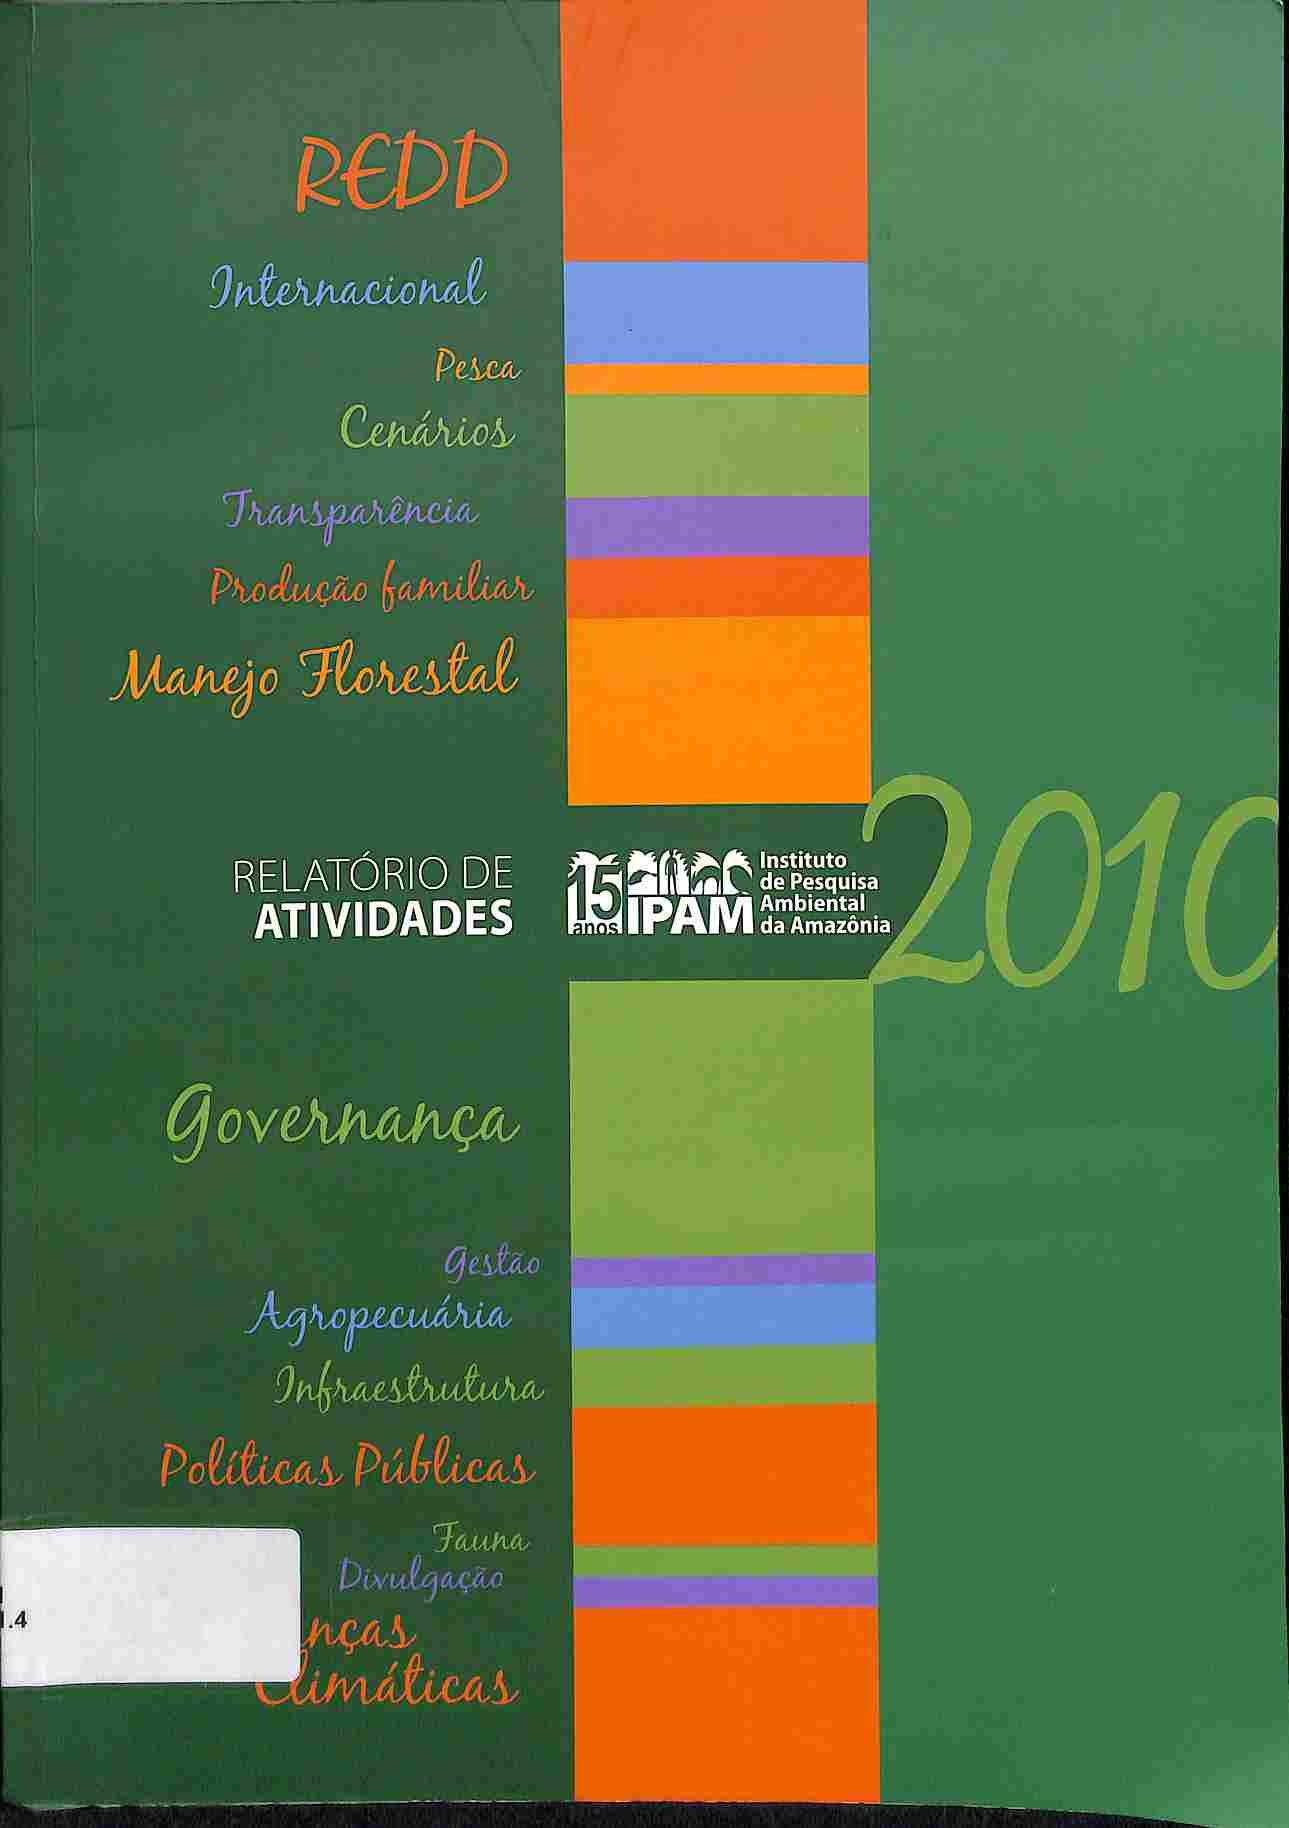 REDD
Internacional
Pesca
Cenários
Transparência
Produção familiar
Manejo Florestal
RELATÓRIO DE
ATIVIDADES
15
anos
IPAM
Instituto
de Pesquisa
Ambiental
da Amazônia
2010
Governança
Gestão
Agropecuária
Infraestrutura
Políticas Públicas
Fauna
Divulgação
nças
Climáticas
.4